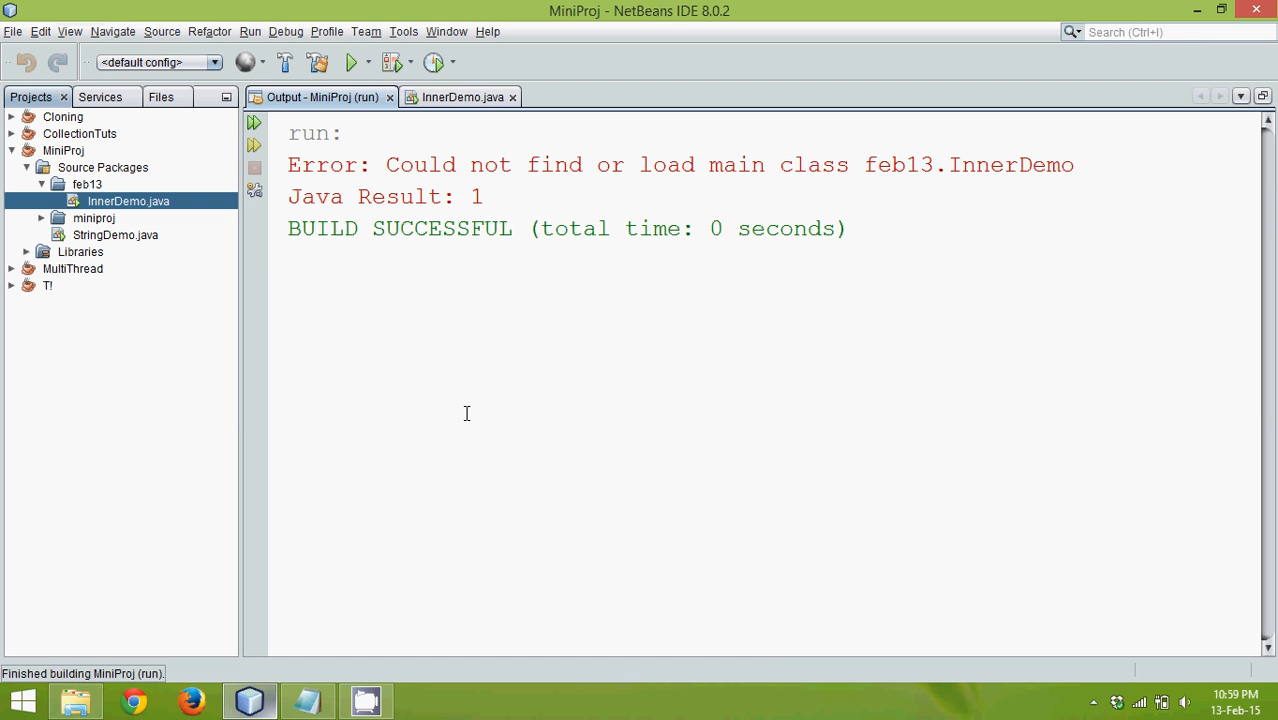 MiniProj - NetBeans IDE 8.0.2
File Edit View Navigate Source Refactor Run Debug Profile Team Tools Window Help
Search (Ctrl+I)
<default config>
Projects
Services
Files
Output - MiniProj (run)
InnerDemo.java
Cloning
CollectionTuts
MiniProj
Source Packages
feb13
InnerDemo.java
miniproj
StringDemo.java
Libraries
MultiThread
T!
run:
Error: Could not find or load main class feb13.InnerDemo
Java Result: 1
BUILD SUCCESSFUL (total time: 0 seconds)
Finished building MiniProj (run).
10:59 PM
13-Feb-15